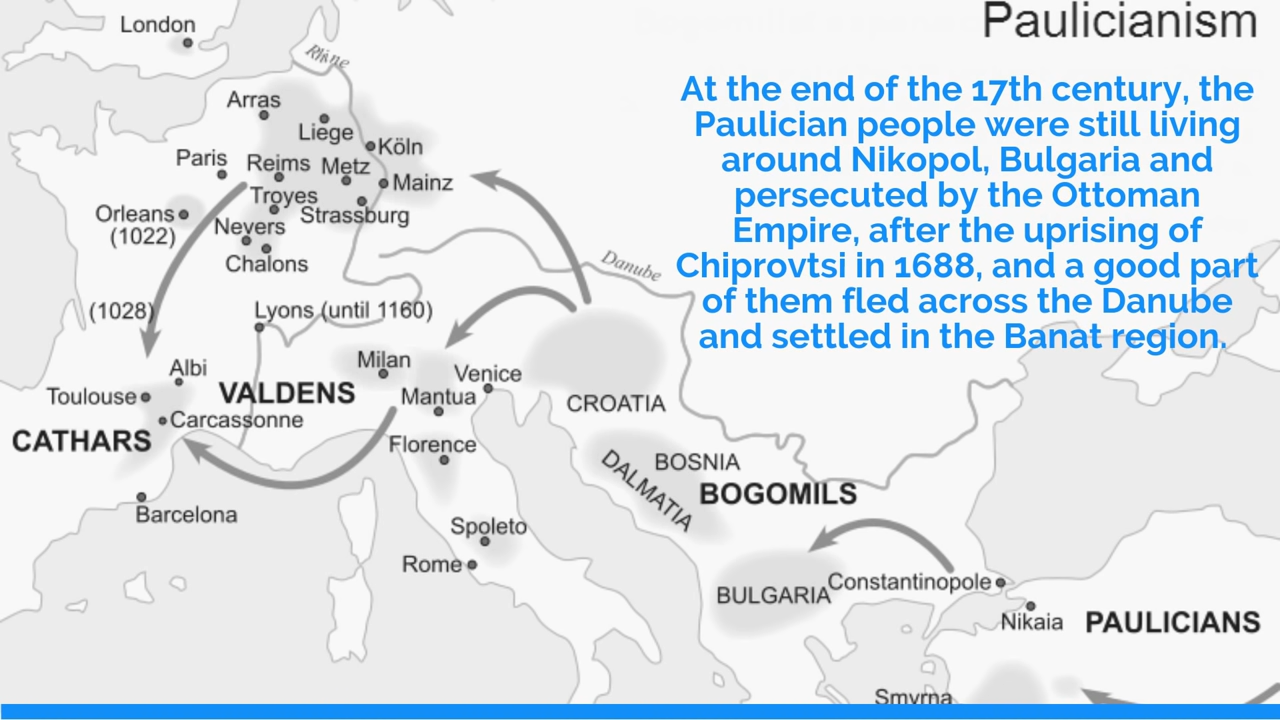 Paulicianism
At the end of the 17th century, the
Paulician people were still living
around Nikopol, Bulgaria and
persecuted by the Ottoman
Empire, after the uprising of
Chiprovtsi in 1688, and a good part
of them fled across the Danube
and settled in the Banat region.
London
Rhine
Arras
Liege
Köln
Paris
Reims
Metz
Mainz
Troyes
Strassburg
Orleans
(1022)
Nevers
Chalons
Danube
(1028)
Lyons (until 1160)
Milan
Albi
Venice
Toulouse
VALDENS
Mantua
CROATIA
Carcassonne
CATHARS
Florence
BOSNIA
DALMATIA
BOGOMILS
Barcelona
Spoleto
Rome
BULGARIA
Constantinople
Nikaia
PAULICIANS
Smyrna